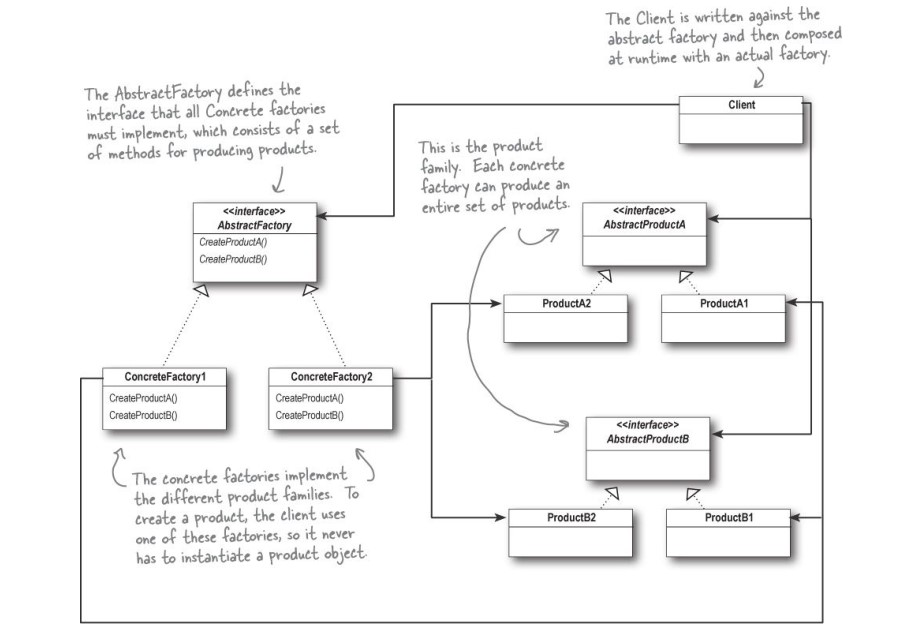 The Client is written against the
abstract factory and then composed
at runtime with an actual factory.
The AbstractFactory defines the
interface that all Concrete factories
must implement, which consists of a set
of methods for producing products.
Client
This is the product
family. Each concrete
factory can produce an
entire set of products.
<<interface>>
AbstractFactory
CreateProductA()
CreateProductB()
<<interface>>
AbstractProductA
ProductA2
ProductA1
ConcreteFactory1
CreateProductA()
CreateProductB()
ConcreteFactory2
CreateProductA()
CreateProductB()
<<interface>>
AbstractProductB
The concrete factories implement
the different product families. To
create a product, the client uses
one of these factories, so it never
has to instantiate a product object.
ProductB2
ProductB1